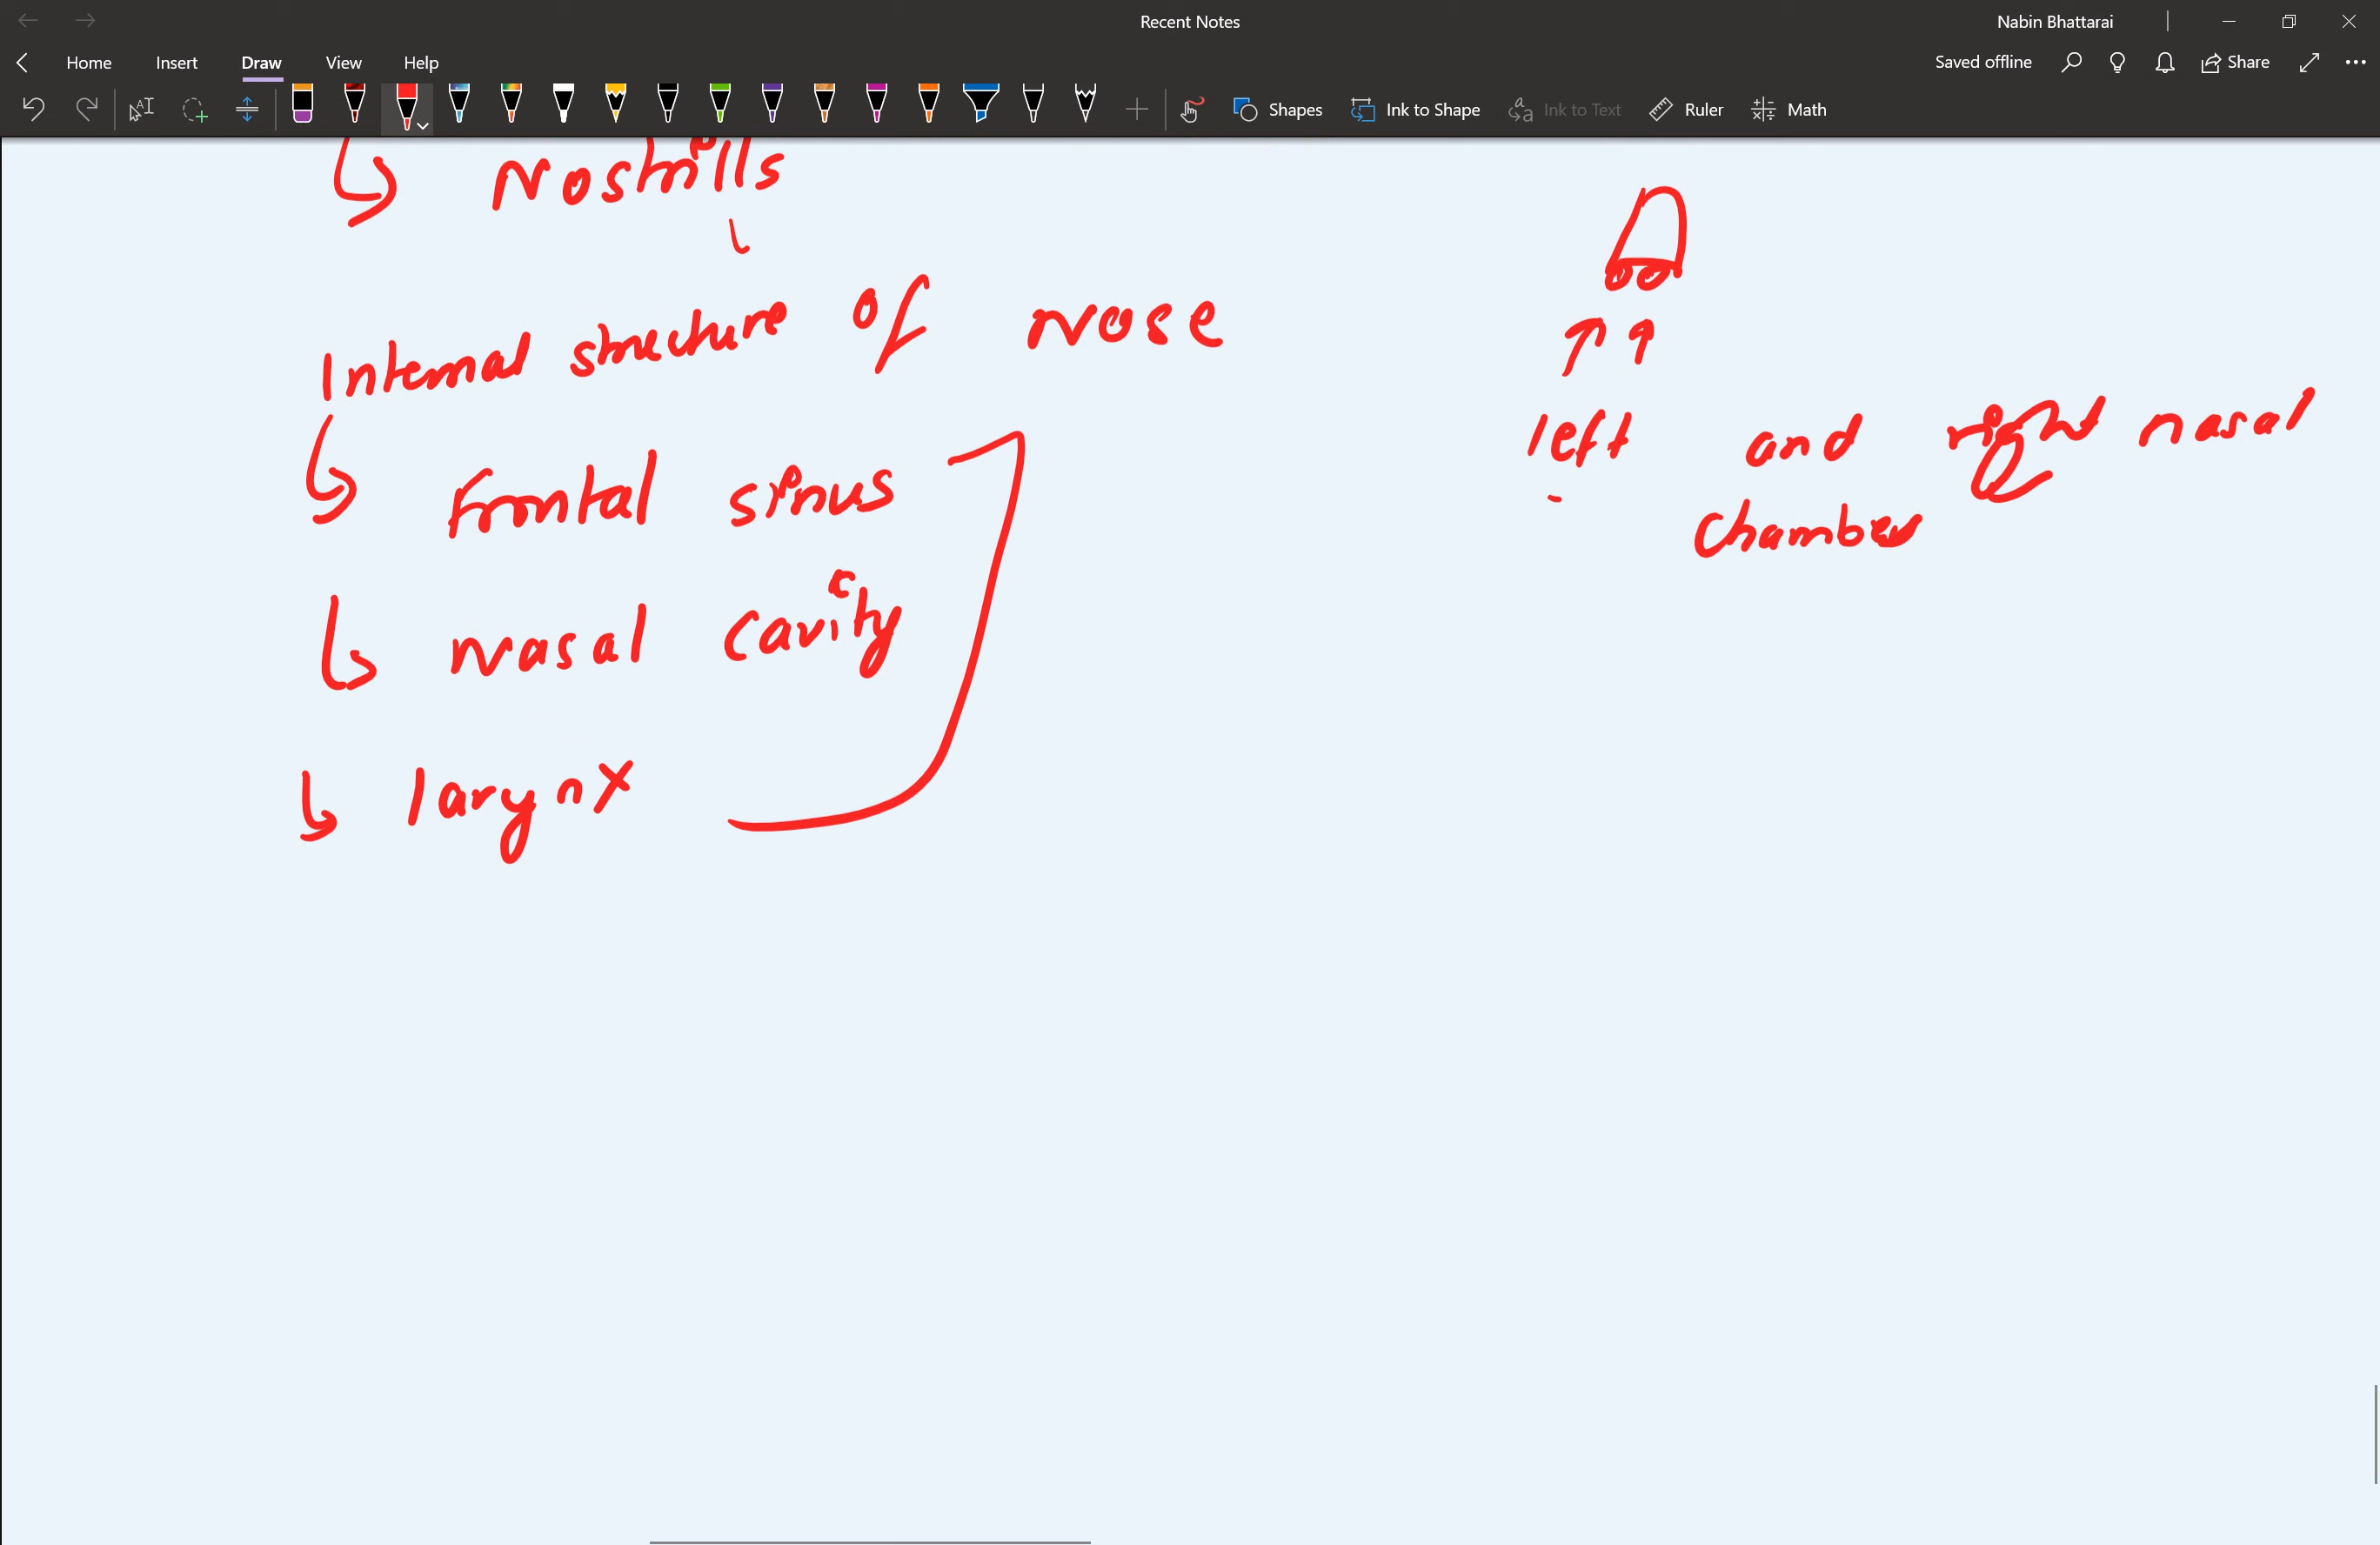 Recent Notes
Nabin Bhattarai
Home Insert Draw View Help
Saved offline
Share
Shapes Ink to Shape Ink to Text Ruler Math
Nostrills
Internal structure of nose
frontal sinus
nasal cavity
larynx
left and right nasal
chamber